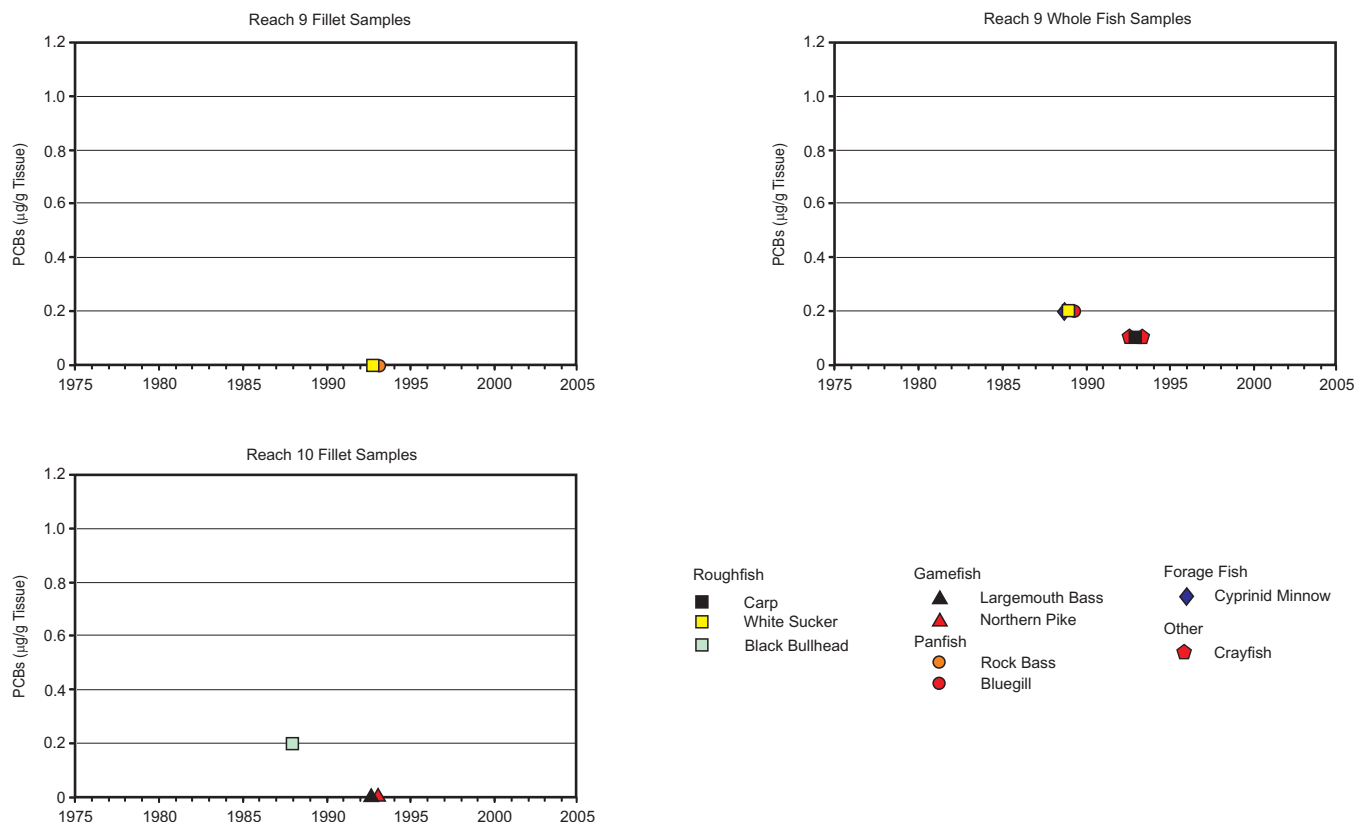 Reach 9 Fillet Samples
1.2
1.0
0.8
0.6
0.4
0.2
0
PCBs (µg/g Tissue)
1975 1980 1985 1990 1995 2000 2005
Reach 9 Whole Fish Samples
1.2
1.0
0.8
0.6
0.4
0.2
0
PCBs (µg/g Tissue)
1975 1980 1985 1990 1995 2000 2005
Reach 10 Fillet Samples
1.2
1.0
0.8
0.6
0.4
0.2
0
PCBs (µg/g Tissue)
1975 1980 1985 1990 1995 2000 2005
Roughfish
Carp
White Sucker
Black Bullhead
Gamefish
Largemouth Bass
Northern Pike
Panfish
Rock Bass
Bluegill
Forage Fish
Cyprinid Minnow
Other
Crayfish